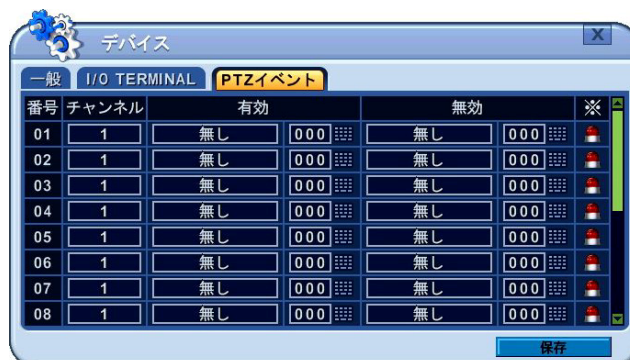 デバイス
X
一般 I/O TERMINAL PTZイベント
番号 チャンネル 有効 無効 ※
01 1 無し 000 無し 000
02 1 無し 000 無し 000
03 1 無し 000 無し 000
04 1 無し 000 無し 000
05 1 無し 000 無し 000
06 1 無し 000 無し 000
07 1 無し 000 無し 000
08 1 無し 000 無し 000
保存